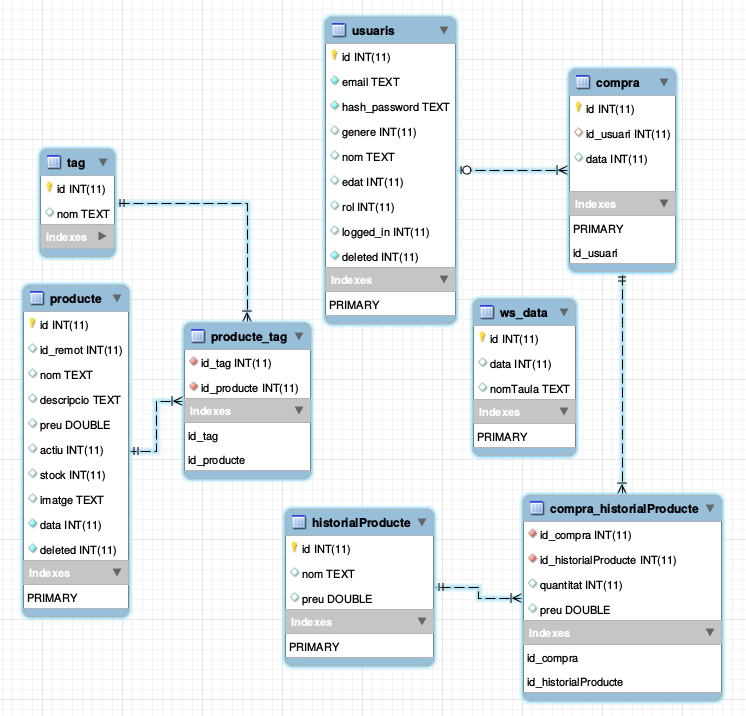 usuaris
id INT(11)
email TEXT
hash_password TEXT
genere INT(11)
nom TEXT
edat INT(11)
rol INT(11)
logged_in INT(11)
deleted INT(11)
Indexes
PRIMARY
compra
id INT(11)
id_usuari INT(11)
data INT(11)
Indexes
PRIMARY
id_usuari
tag
id INT(11)
nom TEXT
Indexes
producte
id INT(11)
id_remot INT(11)
nom TEXT
descripcio TEXT
preu DOUBLE
actiu INT(11)
stock INT(11)
imatge TEXT
data INT(11)
deleted INT(11)
Indexes
PRIMARY
producte_tag
id_tag INT(11)
id_producte INT(11)
Indexes
id_tag
id_producte
ws_data
id INT(11)
data INT(11)
nomTaula TEXT
Indexes
PRIMARY
historialProducte
id INT(11)
nom TEXT
preu DOUBLE
Indexes
PRIMARY
compra_historialProducte
id_compra INT(11)
id_historialProducte INT(11)
quantitat INT(11)
preu DOUBLE
Indexes
id_compra
id_historialProducte